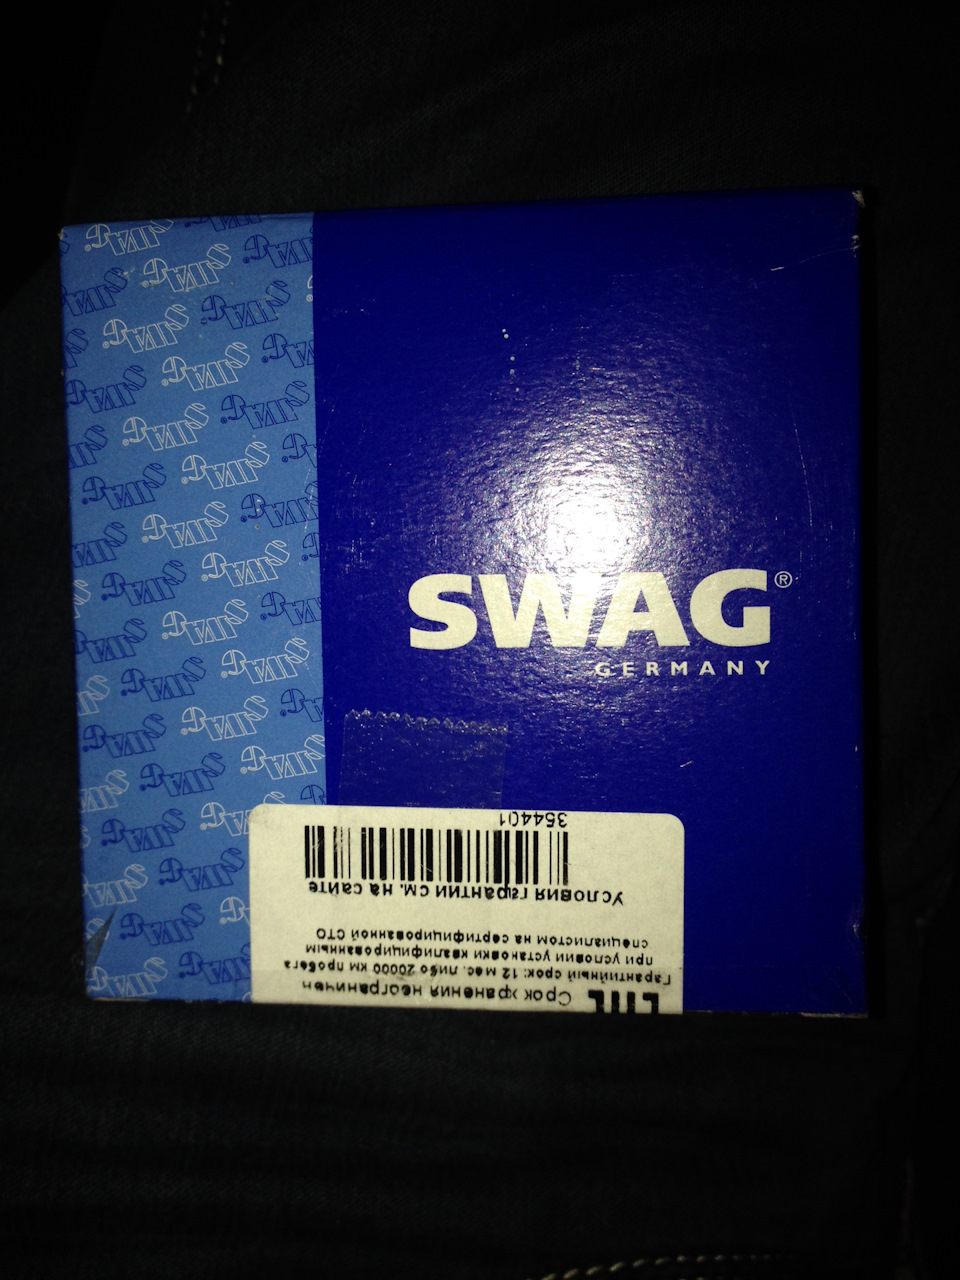 SWAG®
GERMANY
Срок хранения неограничен
Гарантийный срок: 12 мес. либо 20000 км пробега
при условии установки квалифицированным
специалистом на сертифицированной СТО
Условия гарантии см. на сайте
354401